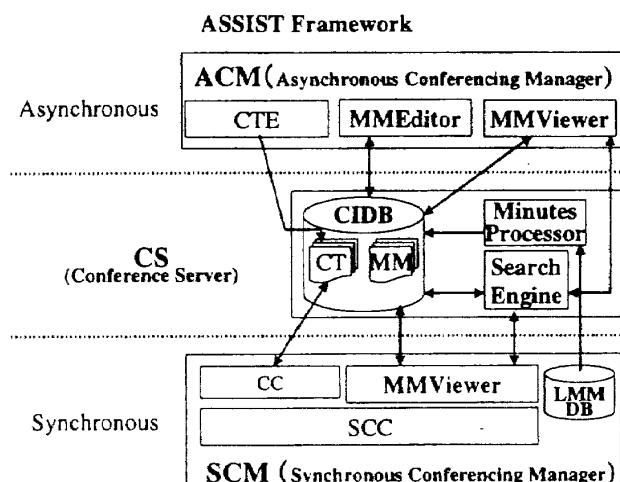 ASSIST Framework
ACM (Asynchronous Conferencing Manager)
Asynchronous
CTE
MMEditor
MMViewer
CIDB
CT
MM
Minutes
Processor
Search
Engine
CS
(Conference Server)
CC
MMViewer
LMM
DB
Synchronous
SCC
SCM (Synchronous Conferencing Manager)